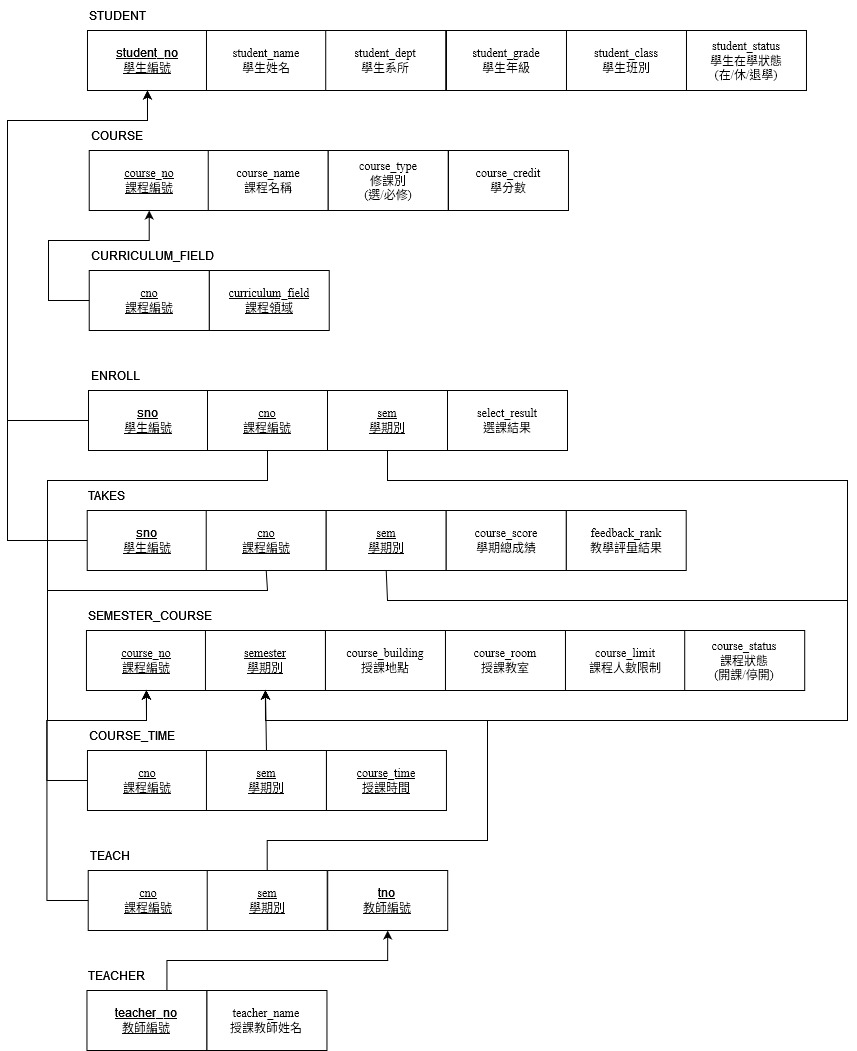 STUDENT
student_no student_name student_dept student_grade student_class student_status
學生編號 學生姓名 學生系所 學生年級 學生班別 學生在學狀態
(在/休/退學)
COURSE
course_no course_name course_type course_credit
課程編號 課程名稱 修課別 學分數
(選/必修)
CURRICULUM_FIELD
cno curriculum_field
課程編號 課程領域
ENROLL
sno cno sem select_result
學生編號 課程編號 學期別 選課結果
TAKES
sno cno sem course_score feedback_rank
學生編號 課程編號 學期別 學期總成績 教學評量結果
SEMESTER_COURSE
course_no semester course_building course_room course_limit course_status
課程編號 學期別 授課地點 授課教室 課程人數限制 課程狀態
(開課/停開)
COURSE_TIME
cno sem course_time
課程編號 學期別 授課時間
TEACH
cno sem tno
課程編號 學期別 教師編號
TEACHER
teacher_no teacher_name
教師編號 授課教師姓名